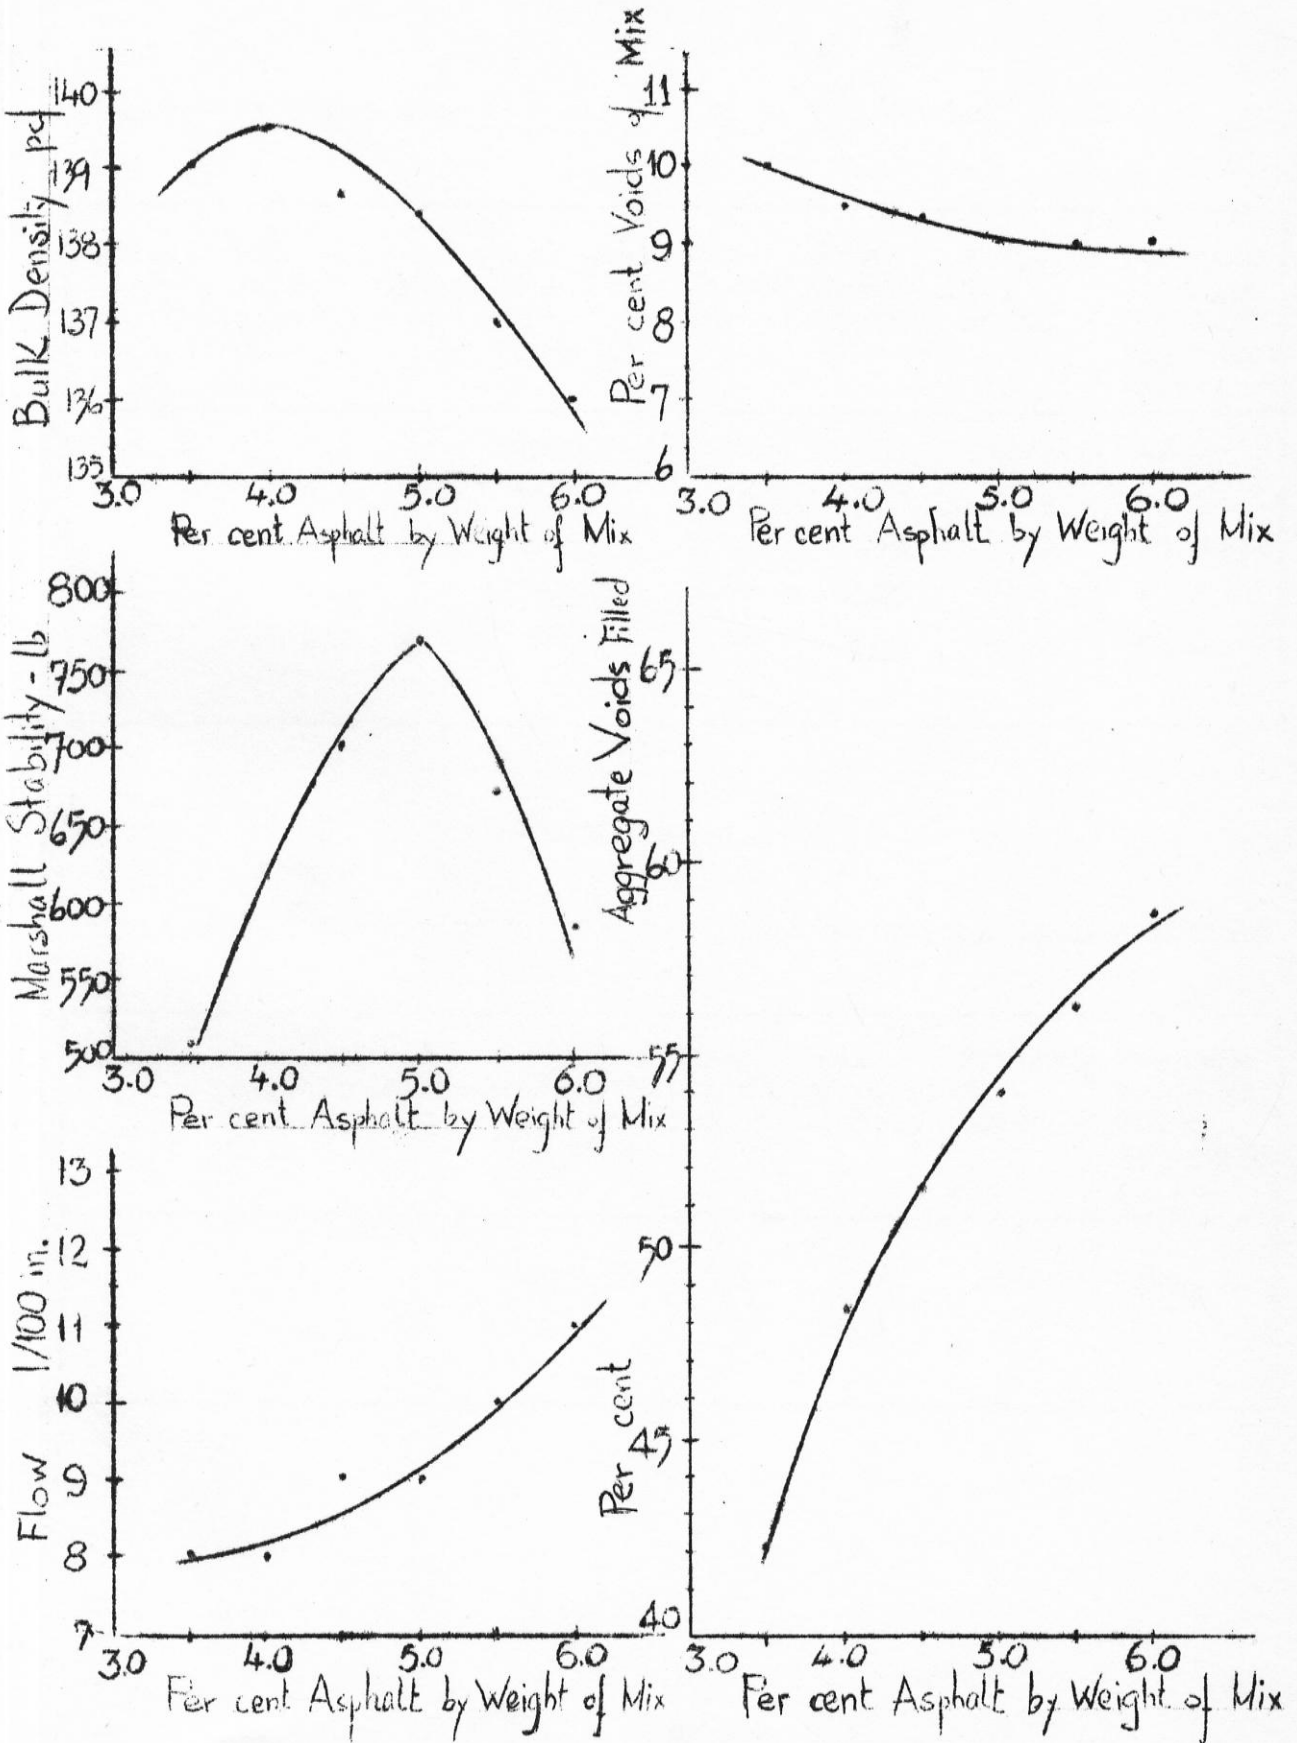 Bulk Density pcf
140
139
138
137
136
135
3.0 4.0 5.0 6.0
Per cent Asphalt by Weight of Mix
Per cent Voids of Mix
11
10
9
8
7
6
3.0 4.0 5.0 6.0
Per cent Asphalt by Weight of Mix
Marshall Stability - lb
800
750
700
650
600
550
500
3.0 4.0 5.0 6.0
Per cent Asphalt by Weight of Mix
Flow 1/100 in.
13
12
11
10
9
8
7
3.0 4.0 5.0 6.0
Per cent Asphalt by Weight of Mix
Per cent Aggregate Voids Filled
65
60
55
50
45
40
3.0 4.0 5.0 6.0
Per cent Asphalt by Weight of Mix